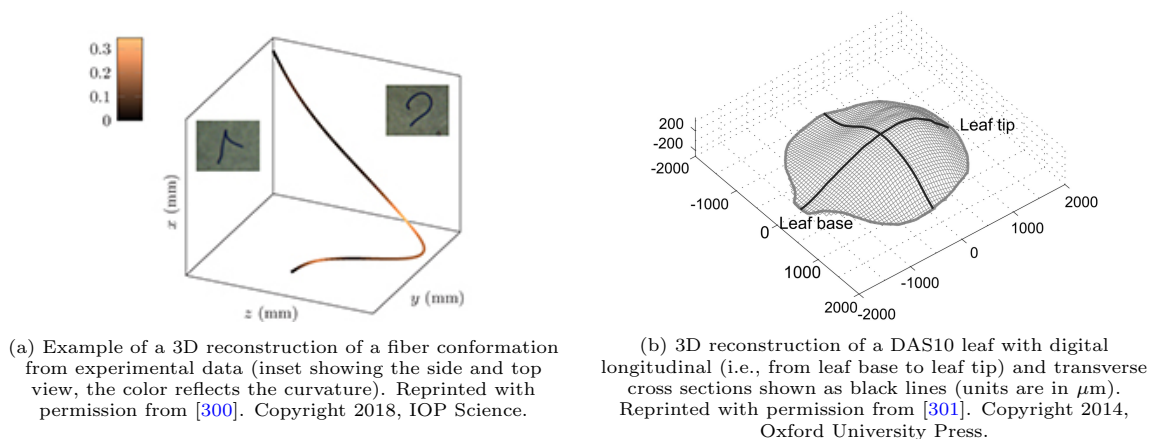 0.3
0.2
0.1
0
x (mm)
z (mm)
y (mm)
200
-200
-2000
-1000
0
1000
2000
-2000
-1000
0
1000
2000
Leaf tip
Leaf base
(a) Example of a 3D reconstruction of a fiber conformation
from experimental data (inset showing the side and top
view, the color reflects the curvature). Reprinted with
permission from [300]. Copyright 2018, IOP Science.
(b) 3D reconstruction of a DAS10 leaf with digital
longitudinal (i.e., from leaf base to leaf tip) and transverse
cross sections shown as black lines (units are in μm).
Reprinted with permission from [301]. Copyright 2014,
Oxford University Press.